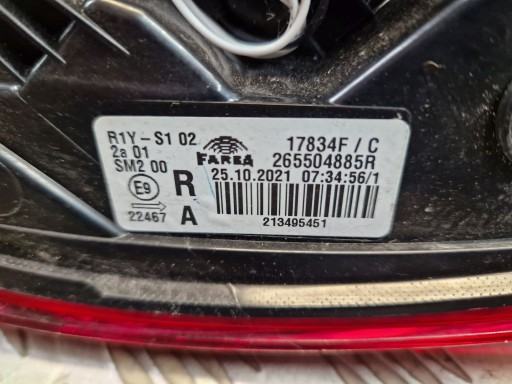 R1Y-S1 02
2a 01
SM2 00
E9
22467
R
A
FARBA
17834F / C
265504885R
25.10.2021 07:34:56/1
213495451